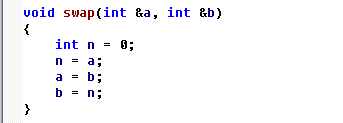 void swap(int &a, int &b)
{
    int n = 0;
    n = a;
    a = b;
    b = n;
}